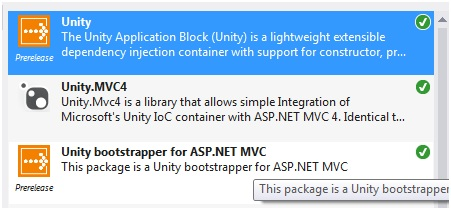 Unity
The Unity Application Block (Unity) is a lightweight extensible
dependency injection container with support for constructor, pr...
Prerelease
Unity.MVC4
Unity.Mvc4 is a library that allows simple Integration of
Microsoft's Unity IoC container with ASP.NET MVC 4. Identical t...
Unity bootstrapper for ASP.NET MVC
This package is a Unity bootstrapper for ASP.NET MVC
Prerelease
This package is a Unity bootstrapper